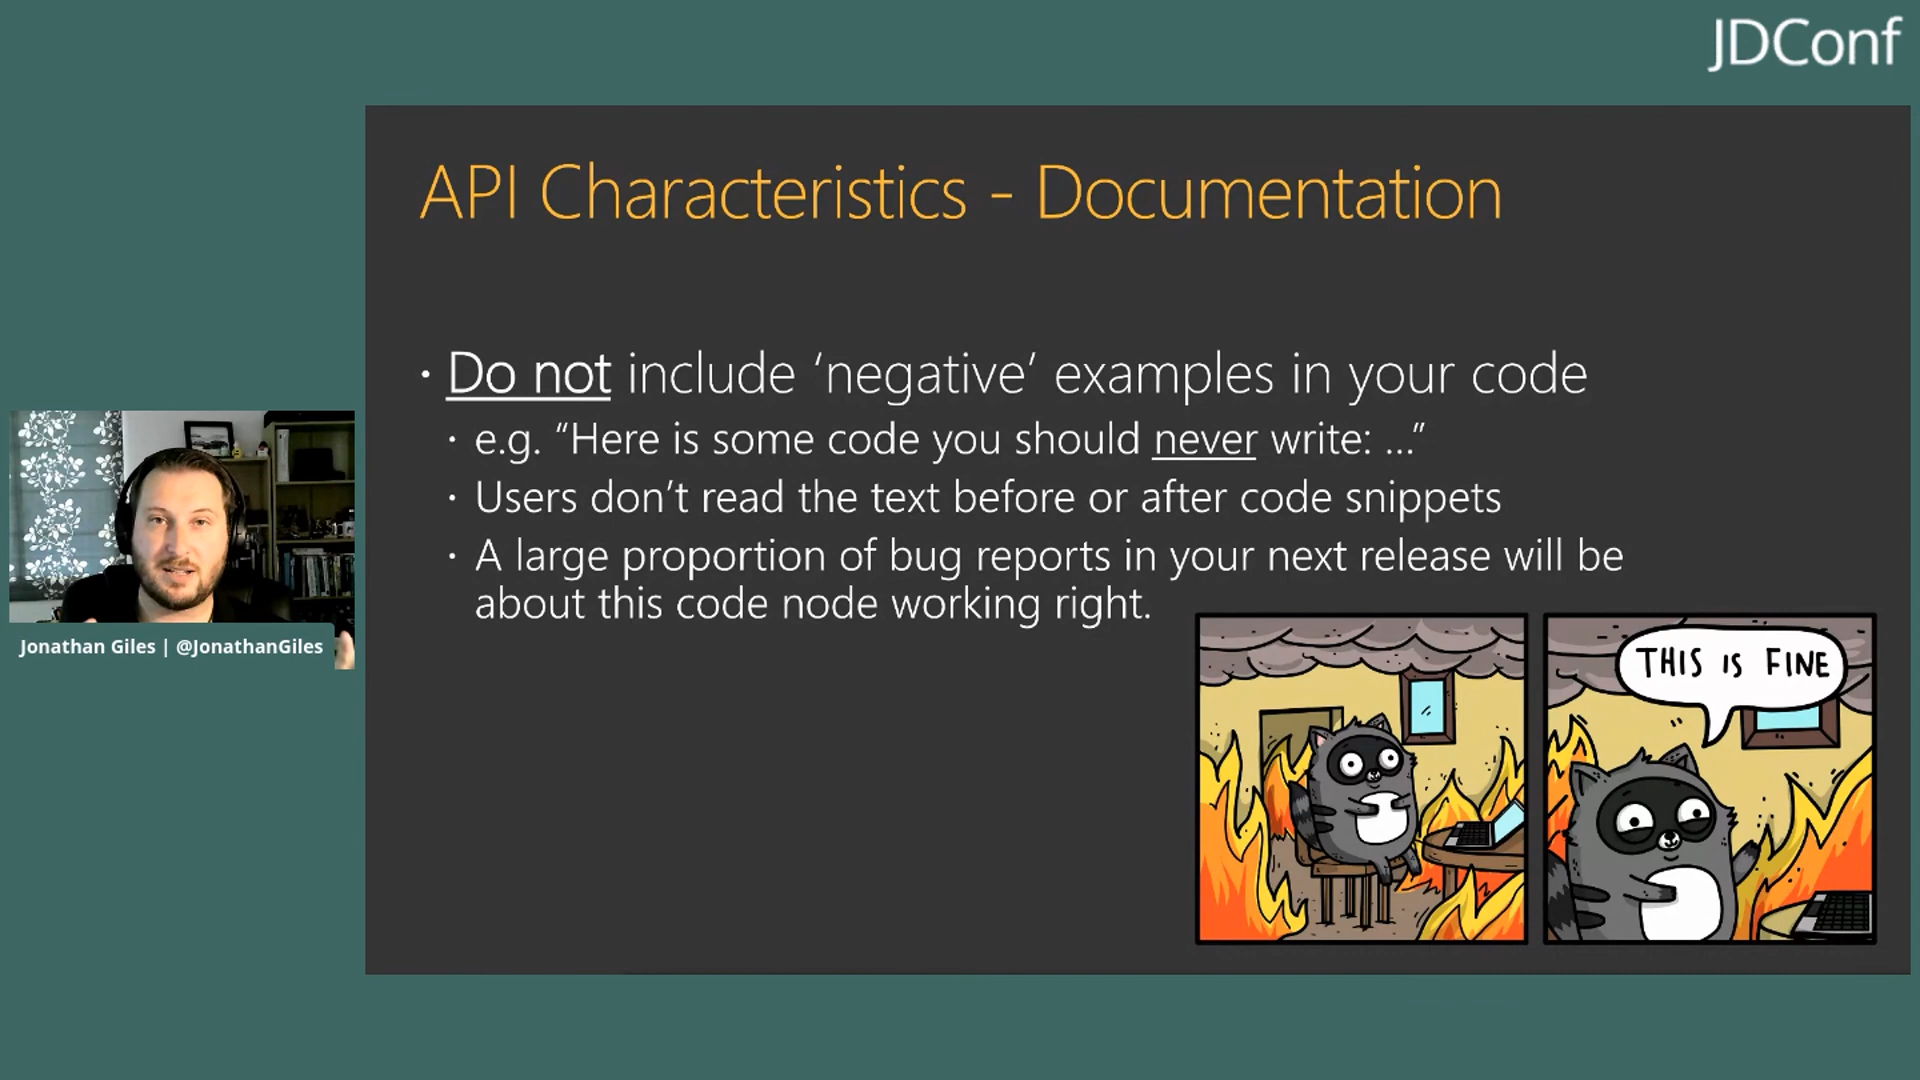 JDConf
API Characteristics - Documentation
· Do not include ‘negative’ examples in your code
· e.g. “Here is some code you should never write: ...”
· Users don’t read the text before or after code snippets
· A large proportion of bug reports in your next release will be
about this code node working right.
THIS IS FINE
Jonathan Giles | @JonathanGiles